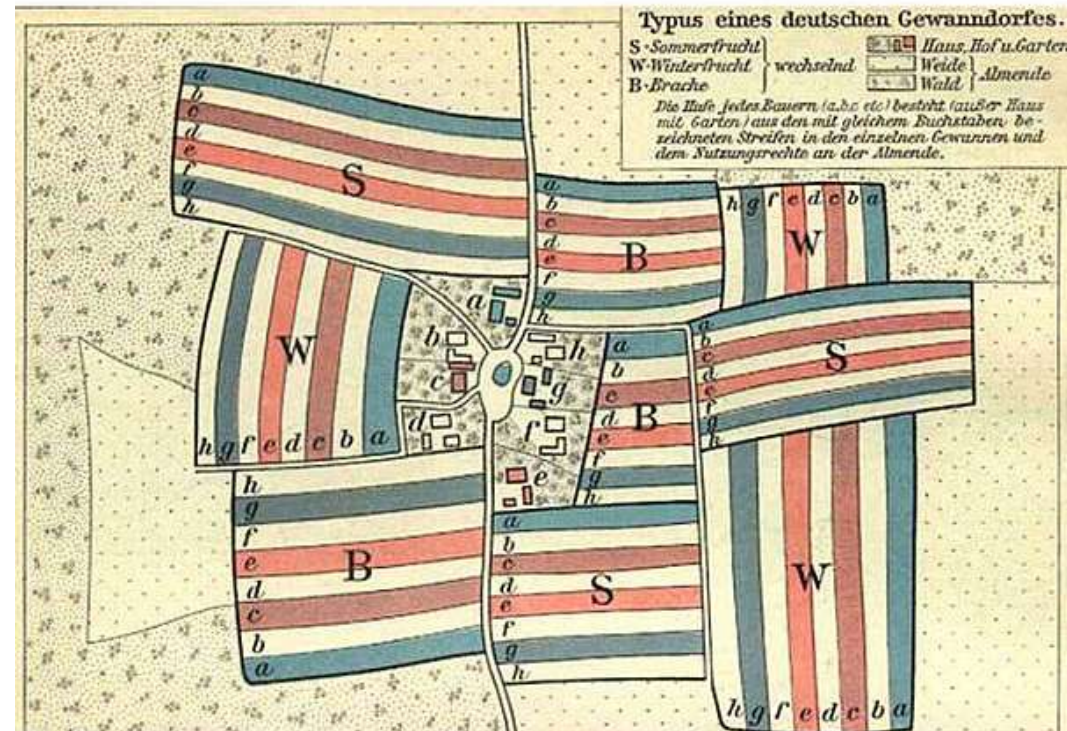 Typus eines deutschen Gewanndorfes.
S-Sommerfrucht
W-Winterfrucht
B-Brache
wechselnd
Haus, Hof u. Garten
Weide
Wald
Almende
Die Hufe jedes Bauern (a.b.c etc) besteht (außer Haus
mit Garten) aus den mit gleichem Buchstaben be-
zeichneten Streifen in den einzelnen Gewannen und
dem Nutzungsrechte an der Almende.
a
b
c
d
e
f
g
h
S
a
b
c
d
e
f
g
h
B
h g f e d c b a
W
W
h g f e d c b a
a
b
c
d
e
f
g
h
a
b
c
d
e
f
g
h
B
a
b
c
d
e
f
g
h
S
h
g
f
e
d
c
b
a
B
a
b
c
d
e
f
g
h
S
W
h g f e d c b a